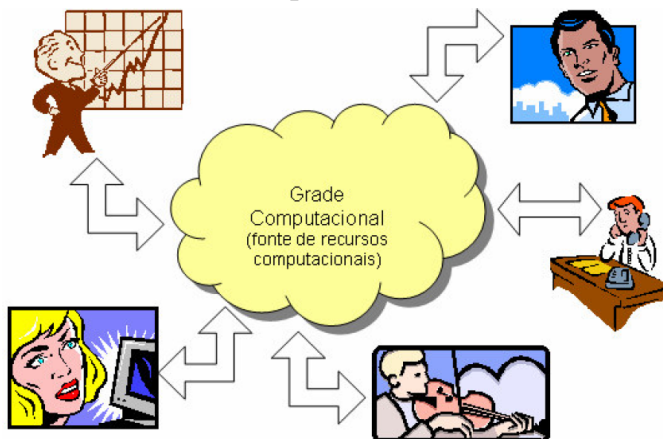 Grade
Computacional
(fonte de recursos
computacionais)